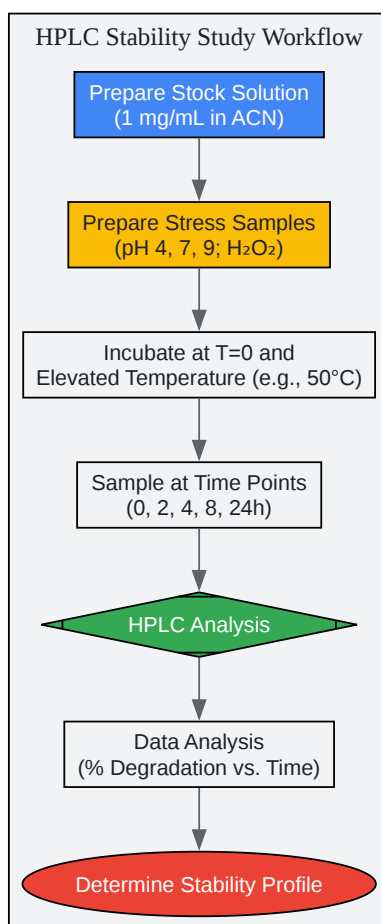 HPLC Stability Study Workflow
Prepare Stock Solution
(1 mg/mL in ACN)
Prepare Stress Samples
(pH 4, 7, 9; H₂O₂)
Incubate at T=0 and
Elevated Temperature (e.g., 50°C)
Sample at Time Points
(0, 2, 4, 8, 24h)
HPLC Analysis
Data Analysis
(% Degradation vs. Time)
Determine Stability Profile